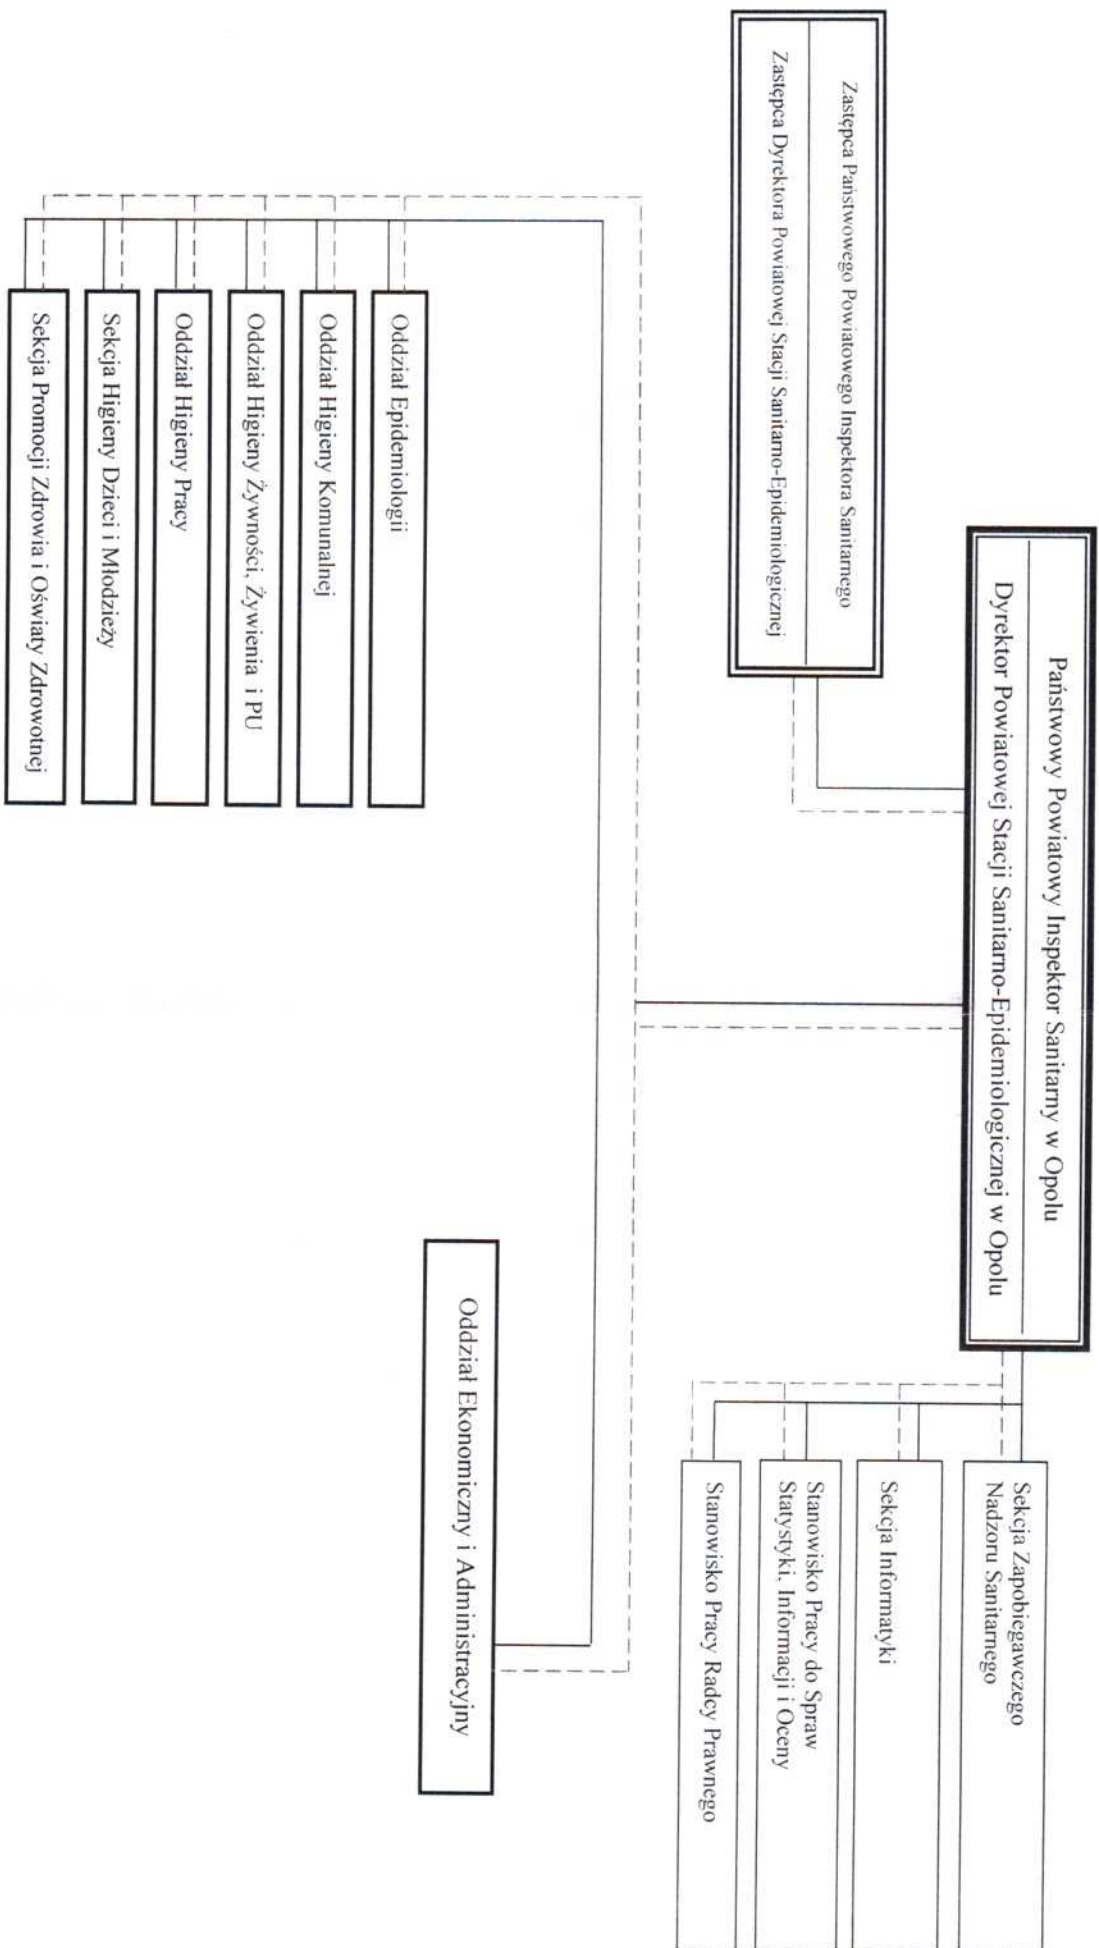 Państwowy Powiatowy Inspektor Sanitarny w Opolu
Dyrektor Powiatowej Stacji Sanitarno-Epidemiologicznej w Opolu
Sekcja Zapobiegawczego
Nadzoru Sanitarnego
Sekcja Informatyki
Stanowisko Pracy do Spraw
Statystyki, Informacji i Oceny
Stanowisko Pracy Radcy Prawnego
Zastępca Państwowego Powiatowego Inspektora Sanitarnego
Zastępca Dyrektora Powiatowej Stacji Sanitarno-Epidemiologicznej
Oddział Epidemiologii
Oddział Higieny Komunalnej
Oddział Higieny Żywności, Żywienia i PU
Oddział Higieny Pracy
Sekcja Higieny Dzieci i Młodzieży
Sekcja Promocji Zdrowia i Oświaty Zdrowotnej
Oddział Ekonomiczny i Administracyjny